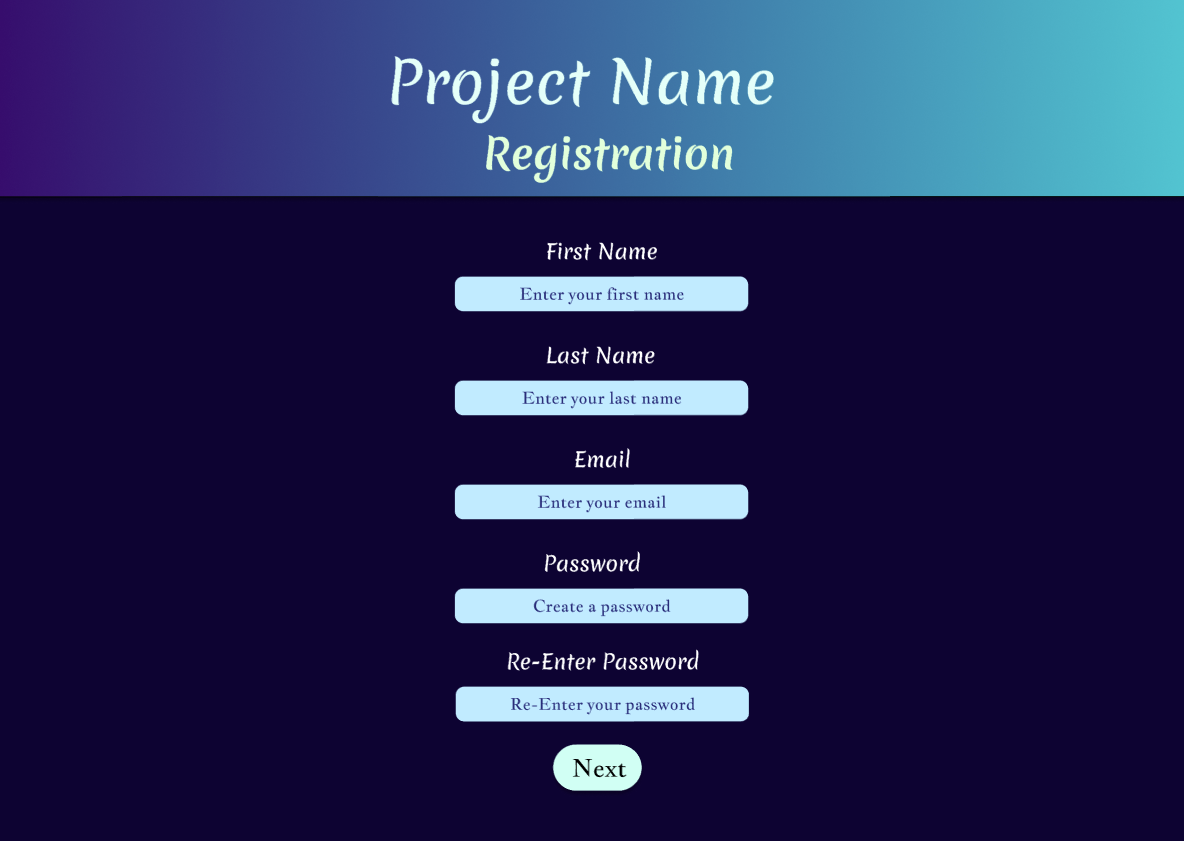 Project Name
Registration
First Name
Enter your first name
Last Name
Enter your last name
Email
Enter your email
Password
Create a password
Re-Enter Password
Re-Enter your password
Next